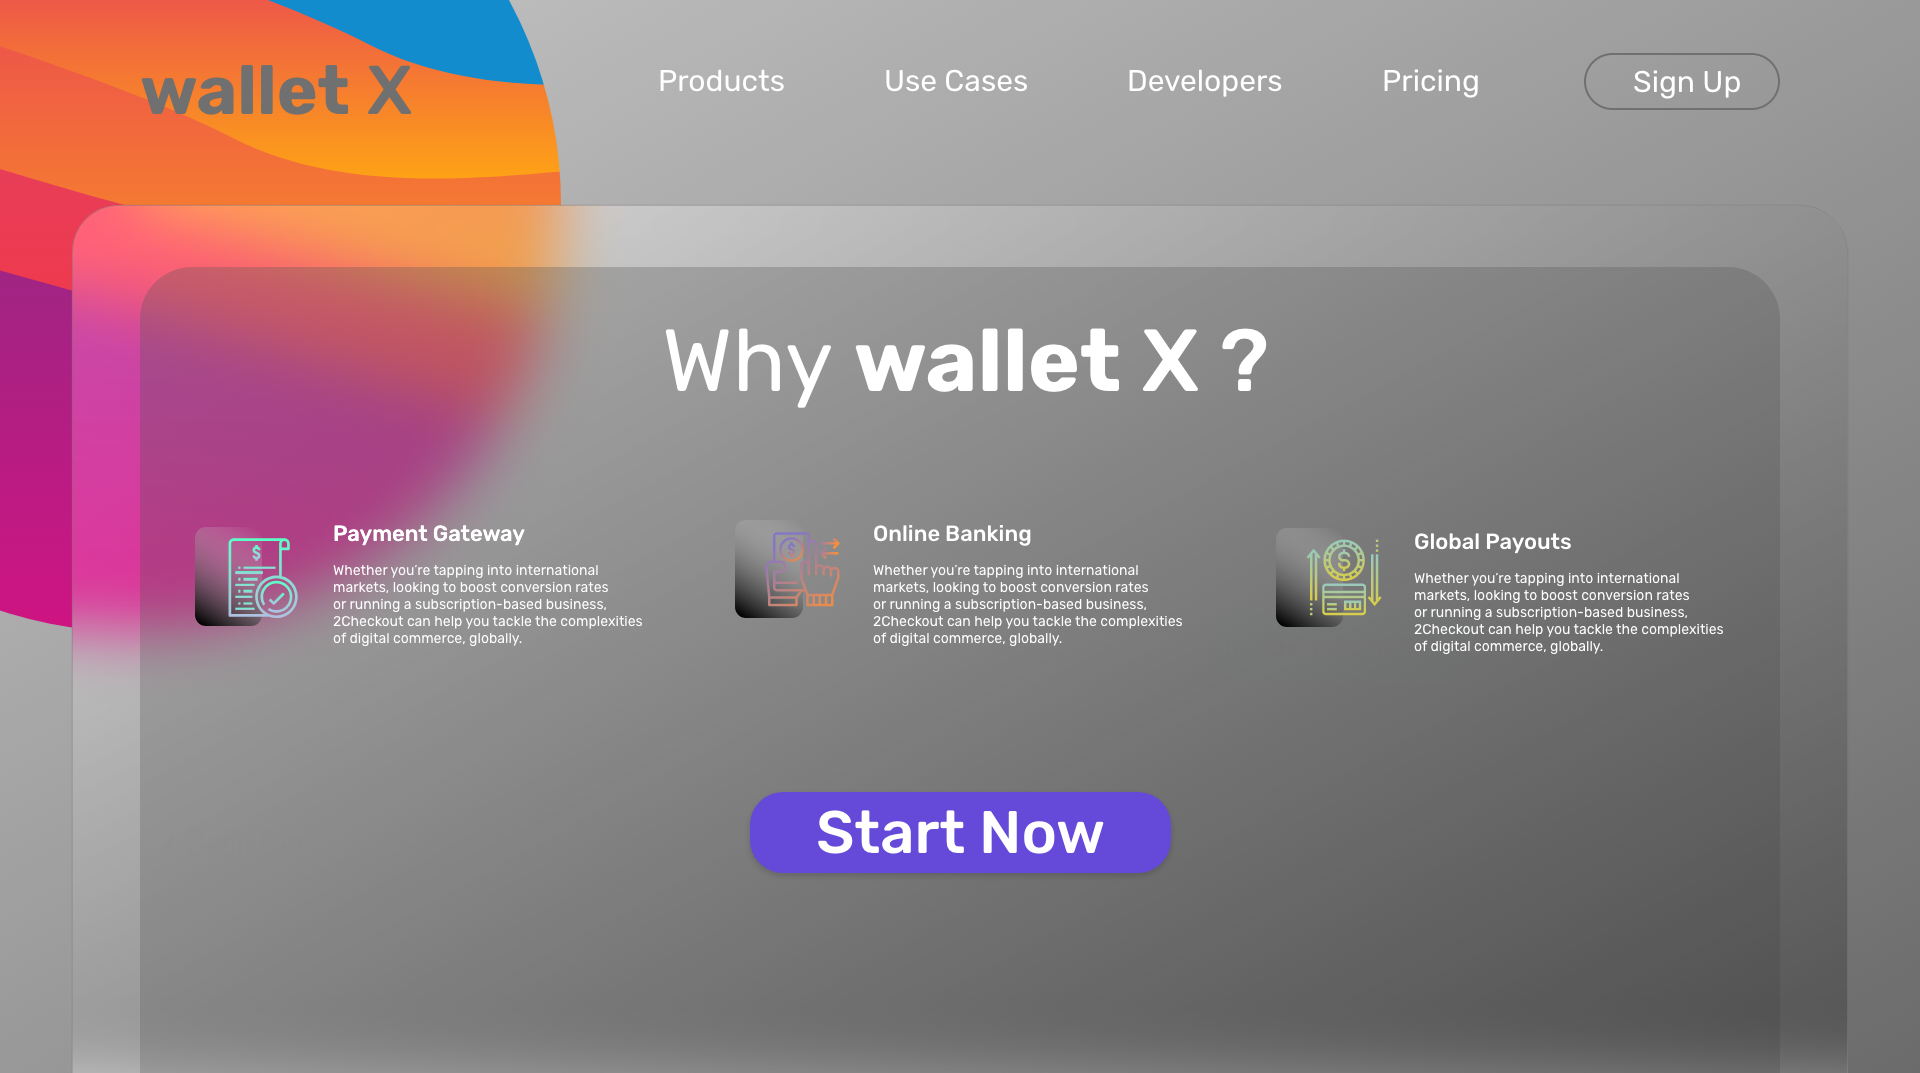 wallet X
Products
Use Cases
Developers
Pricing
Sign Up
Why wallet X ?
Payment Gateway
Whether you’re tapping into international
markets, looking to boost conversion rates
or running a subscription-based business,
2Checkout can help you tackle the complexities
of digital commerce, globally.
Online Banking
Whether you’re tapping into international
markets, looking to boost conversion rates
or running a subscription-based business,
2Checkout can help you tackle the complexities
of digital commerce, globally.
Global Payouts
Whether you’re tapping into international
markets, looking to boost conversion rates
or running a subscription-based business,
2Checkout can help you tackle the complexities
of digital commerce, globally.
Start Now